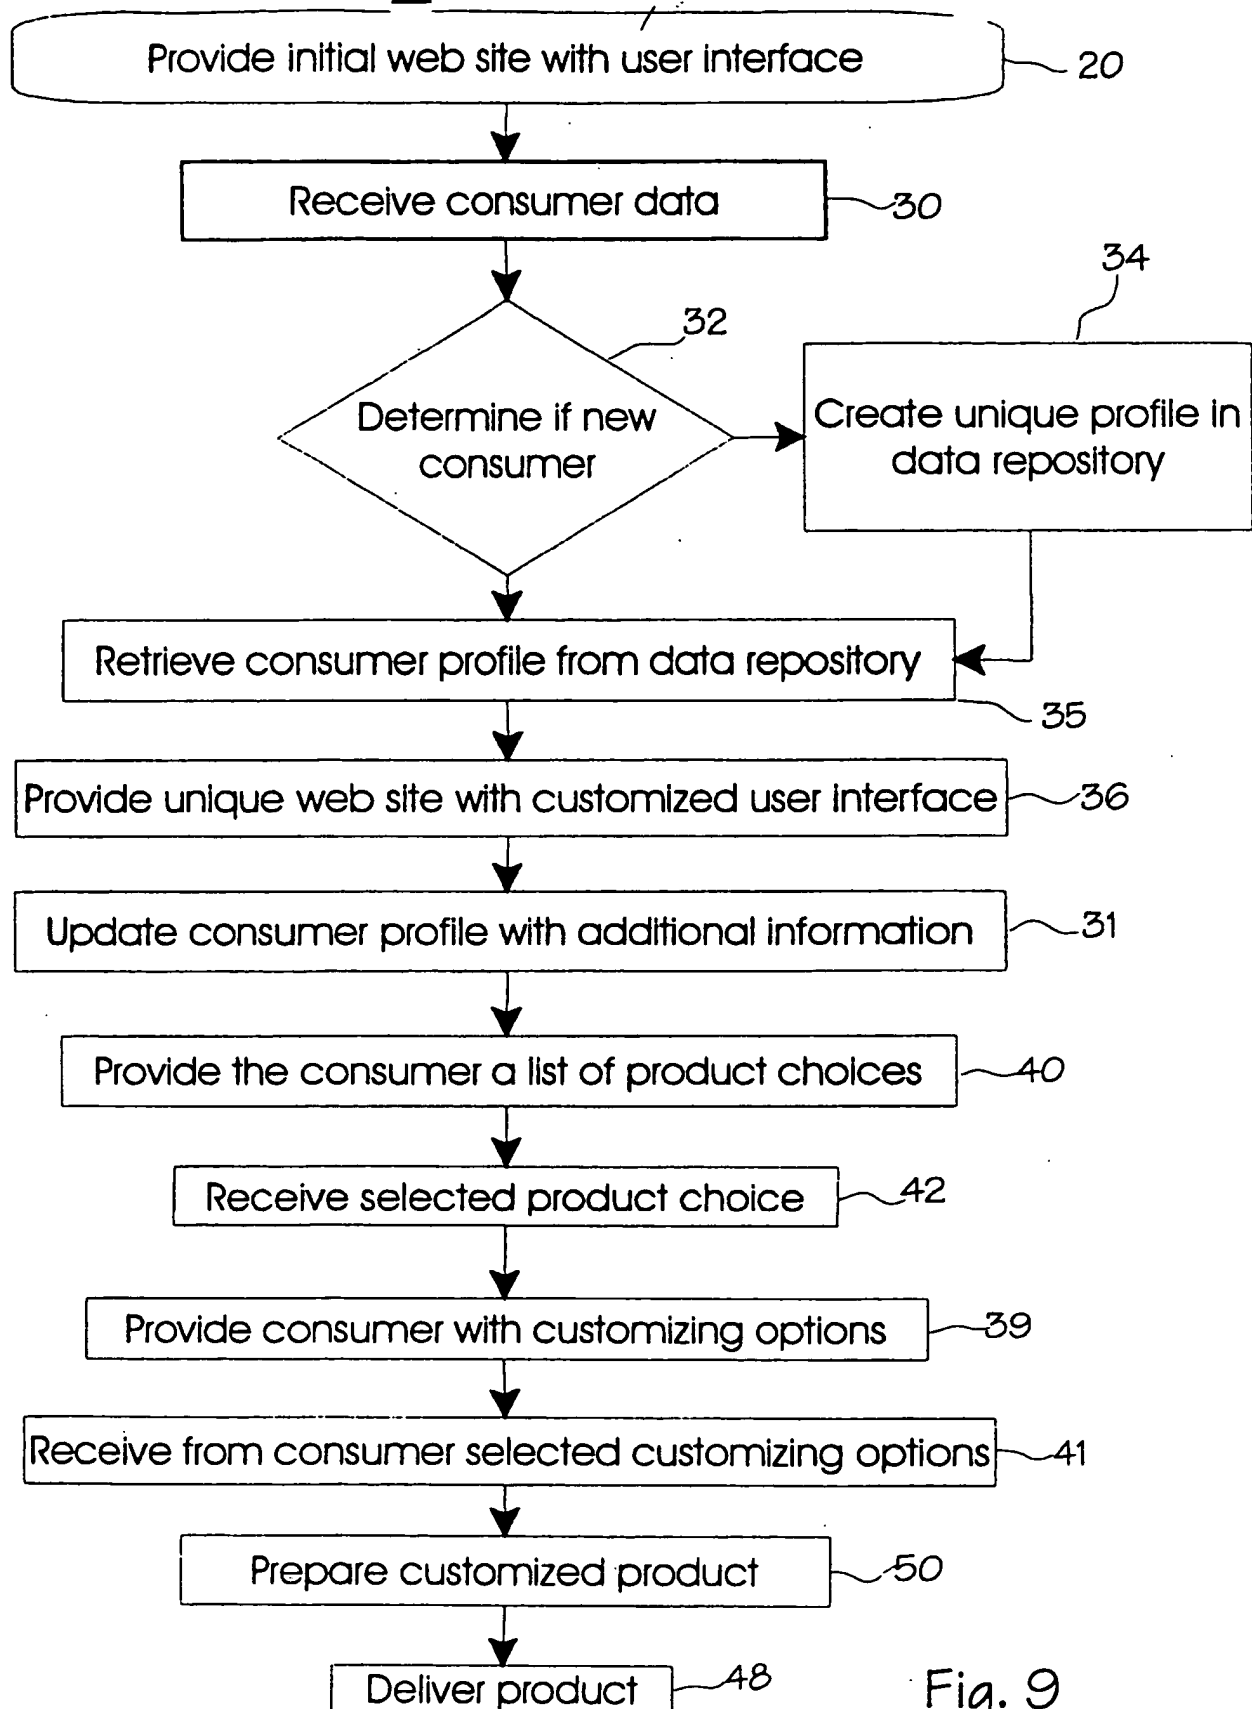 Provide initial web site with user interface
20
Receive consumer data
30
34
32
Determine if new
consumer
Create unique profile in
data repository
Retrieve consumer profile from data repository
35
Provide unique web site with customized user interface
36
Update consumer profile with additional information
31
Provide the consumer a list of product choices
40
Receive selected product choice
42
Provide consumer with customizing options
39
Receive from consumer selected customizing options
41
Prepare customized product
50
Deliver product
48
Fig. 9